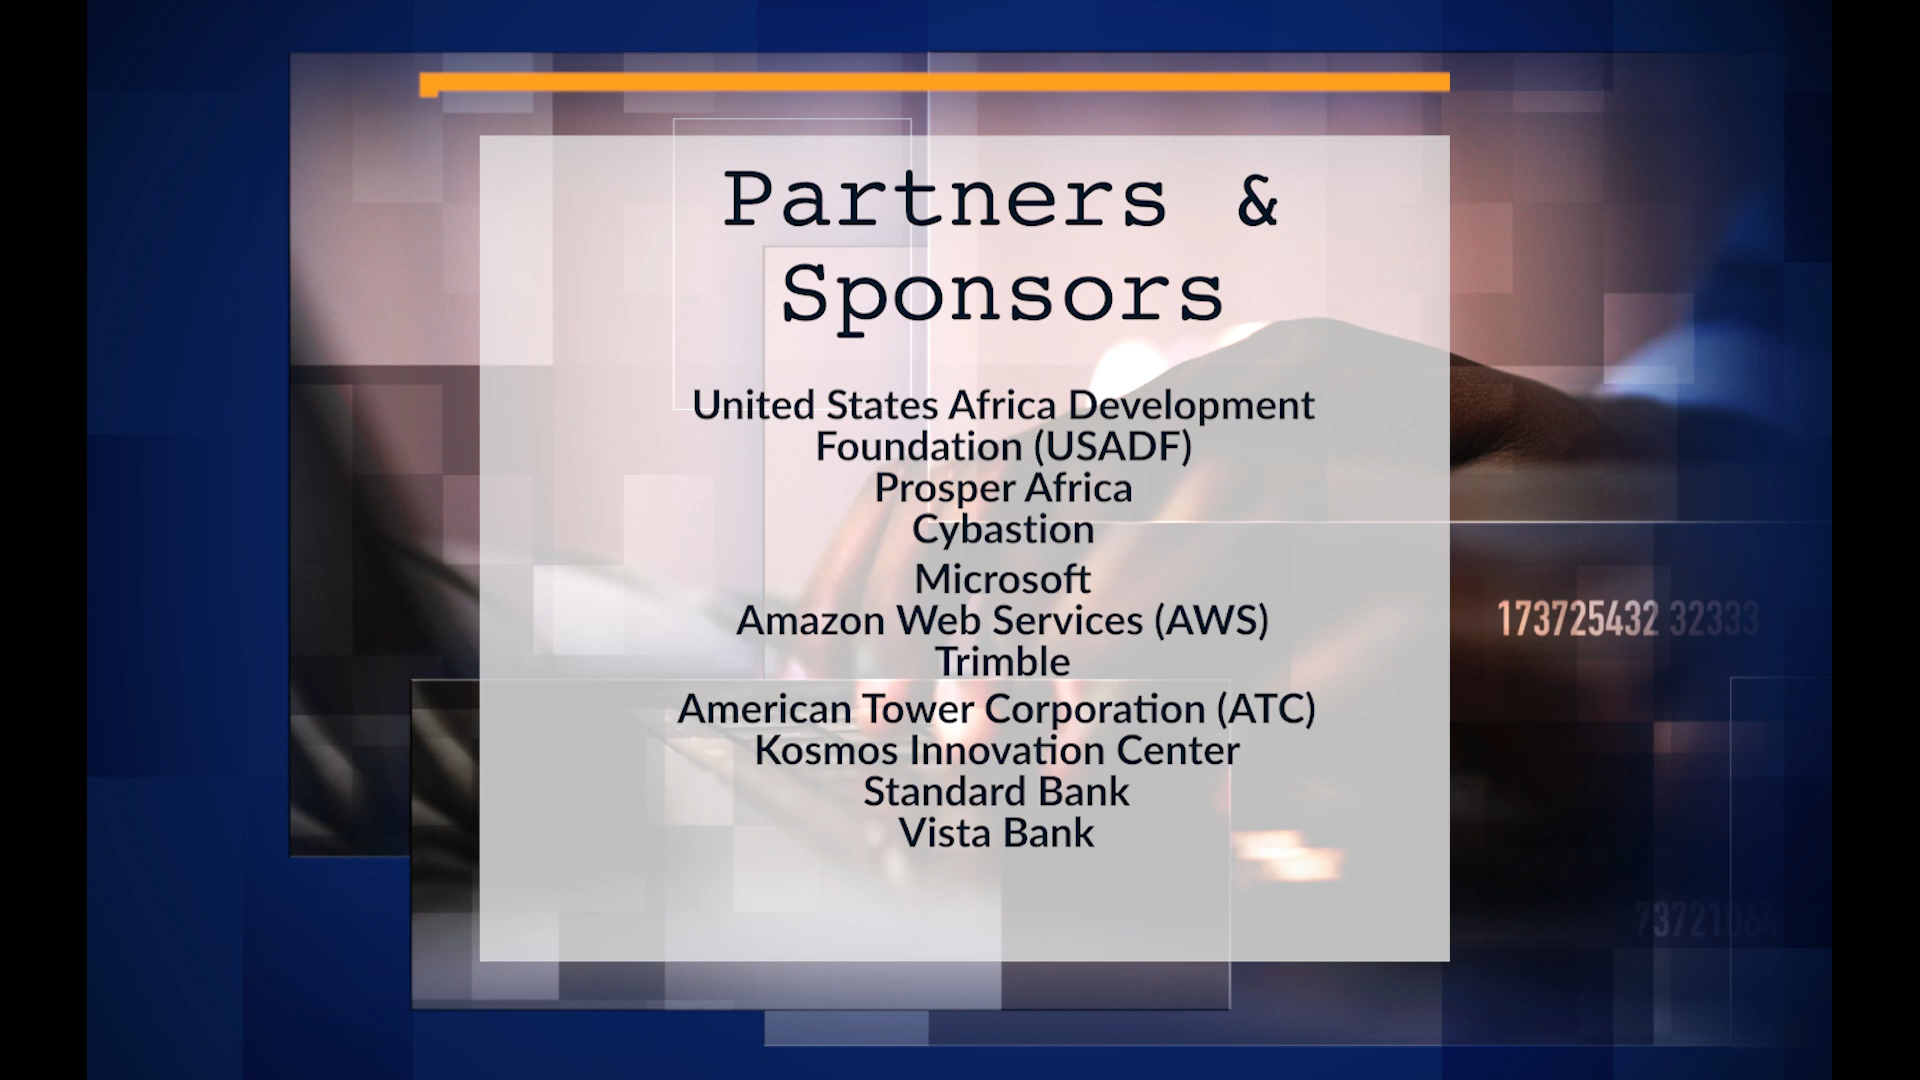 Partners &
Sponsors
United States Africa Development
Foundation (USADF)
Prosper Africa
Cybastion
Microsoft
Amazon Web Services (AWS)
Trimble
American Tower Corporation (ATC)
Kosmos Innovation Center
Standard Bank
Vista Bank
173725432 32333